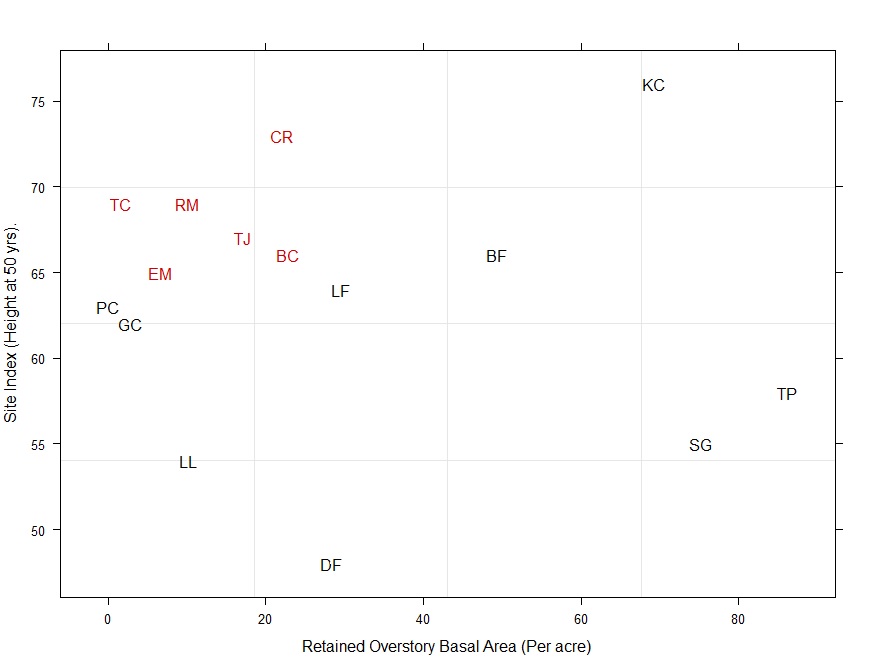 KC
75
CR
70
TC RM
TJ
BC BF
65
EM
LF
PC
GC
60
TP
55
SG
LL
50
DF
Site Index (Height at 50 yrs).
0 20 40 60 80
Retained Overstory Basal Area (Per acre)